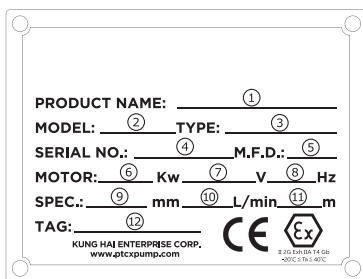 PRODUCT NAME: ①
MODEL: ② TYPE: ③
SERIAL NO.: ④ M.F.D.: ⑤
MOTOR: ⑥ Kw ⑦ V ⑧ Hz
SPEC.: ⑨ mm ⑩ L/min ⑪ m
TAG: ⑫
KUNG HAI ENTERPRISE CORP.
www.ptcxpump.com
CE Ex
II 2G Exh IIA T4 Gb
-20°C ≤ Ta ≤ 40°C